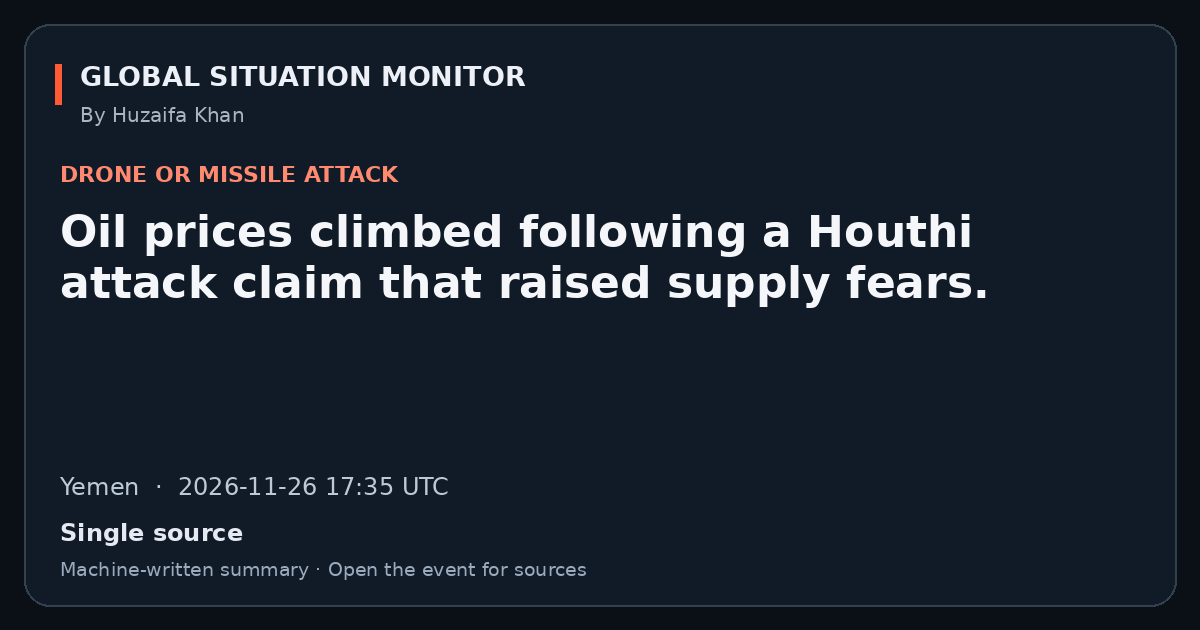 GLOBAL SITUATION MONITOR
By Huzaifa Khan
DRONE OR MISSILE ATTACK
Oil prices climbed following a Houthi
attack claim that raised supply fears.
Yemen · 2026-11-26 17:35 UTC
Single source
Machine-written summary · Open the event for sources